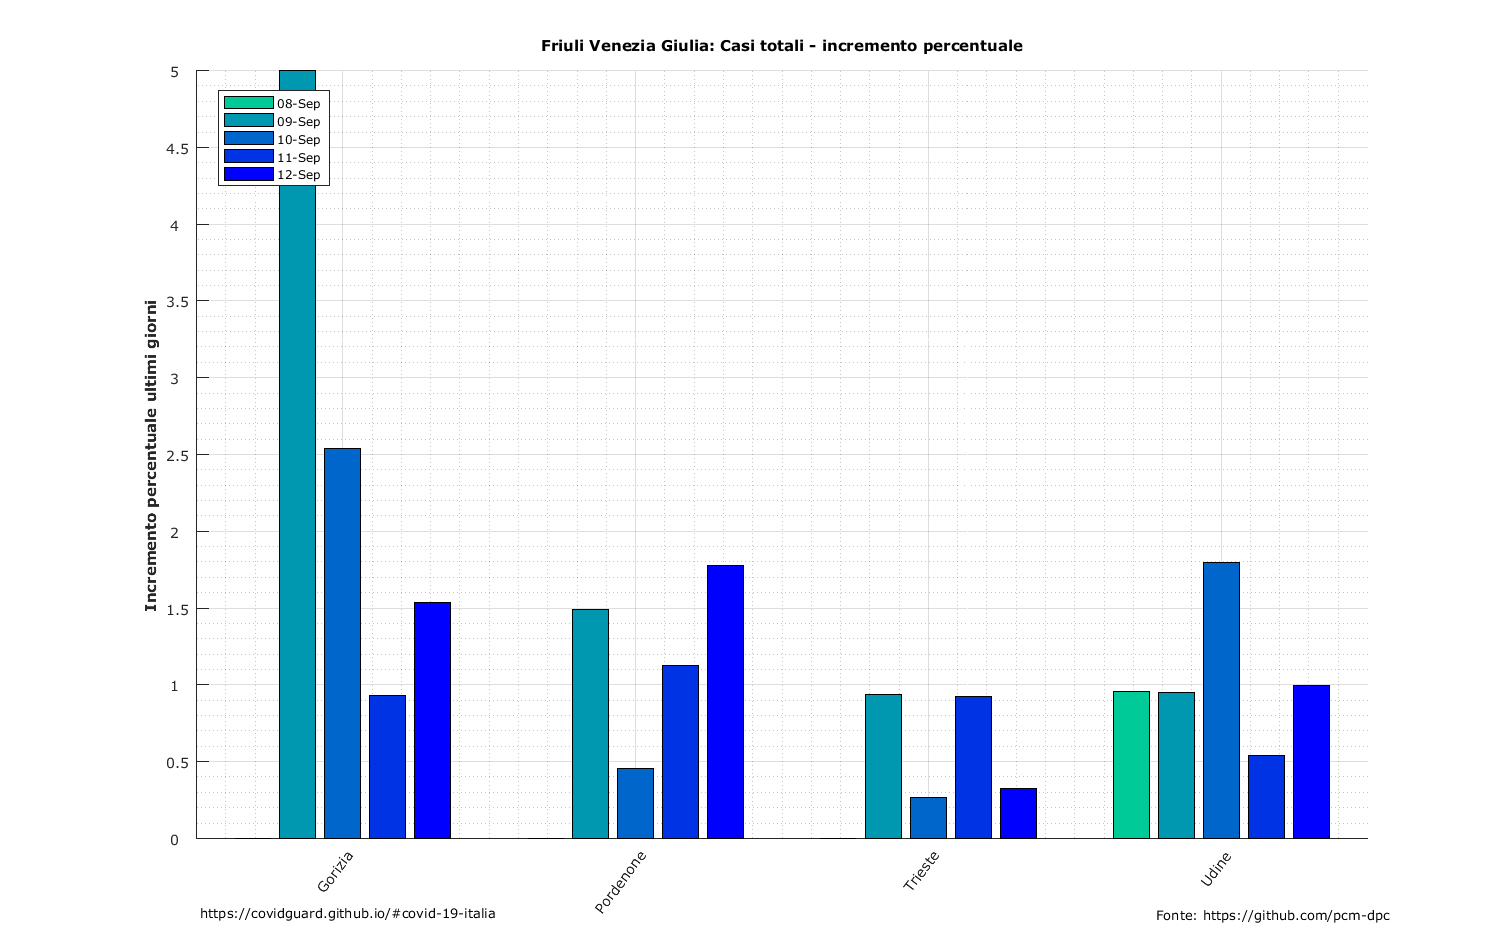 Friuli Venezia Giulia: Casi totali - incremento percentuale
5
4.5
4
3.5
3
2.5
2
1.5
1
0.5
0
Incremento percentuale ultimi giorni
08-Sep
09-Sep
10-Sep
11-Sep
12-Sep
Gorizia
Pordenone
Trieste
Udine
https://covidguard.github.io/#covid-19-italia
Fonte: https://github.com/pcm-dpc